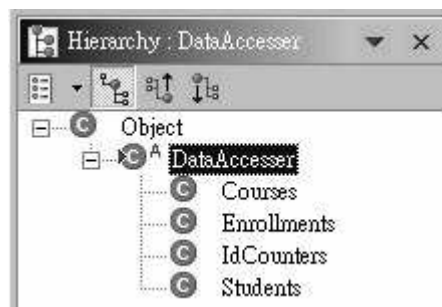 Hierarchy : DataAccesser
Object
A DataAccesser
Courses
Enrollments
IdCounters
Students